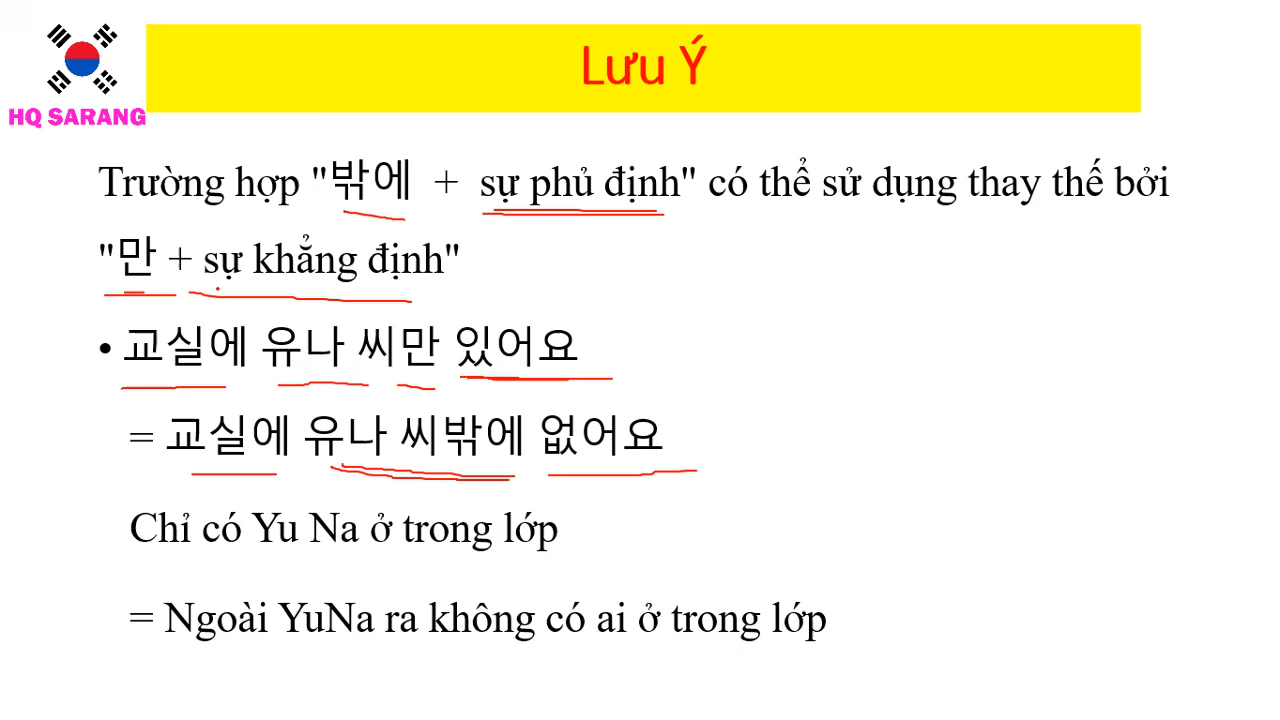 Lưu Ý
HQ SARANG
Trường hợp "밖에 + sự phủ định" có thể sử dụng thay thế bởi
"만 + sự khẳng định"
• 교실에 유나 씨만 있어요
= 교실에 유나 씨밖에 없어요
Chỉ có Yu Na ở trong lớp
= Ngoài YuNa ra không có ai ở trong lớp